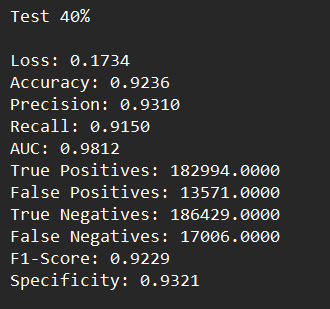 Test 40%
Loss: 0.1734
Accuracy: 0.9236
Precision: 0.9310
Recall: 0.9150
AUC: 0.9812
True Positives: 182994.0000
False Positives: 13571.0000
True Negatives: 186429.0000
False Negatives: 17006.0000
F1-Score: 0.9229
Specificity: 0.9321